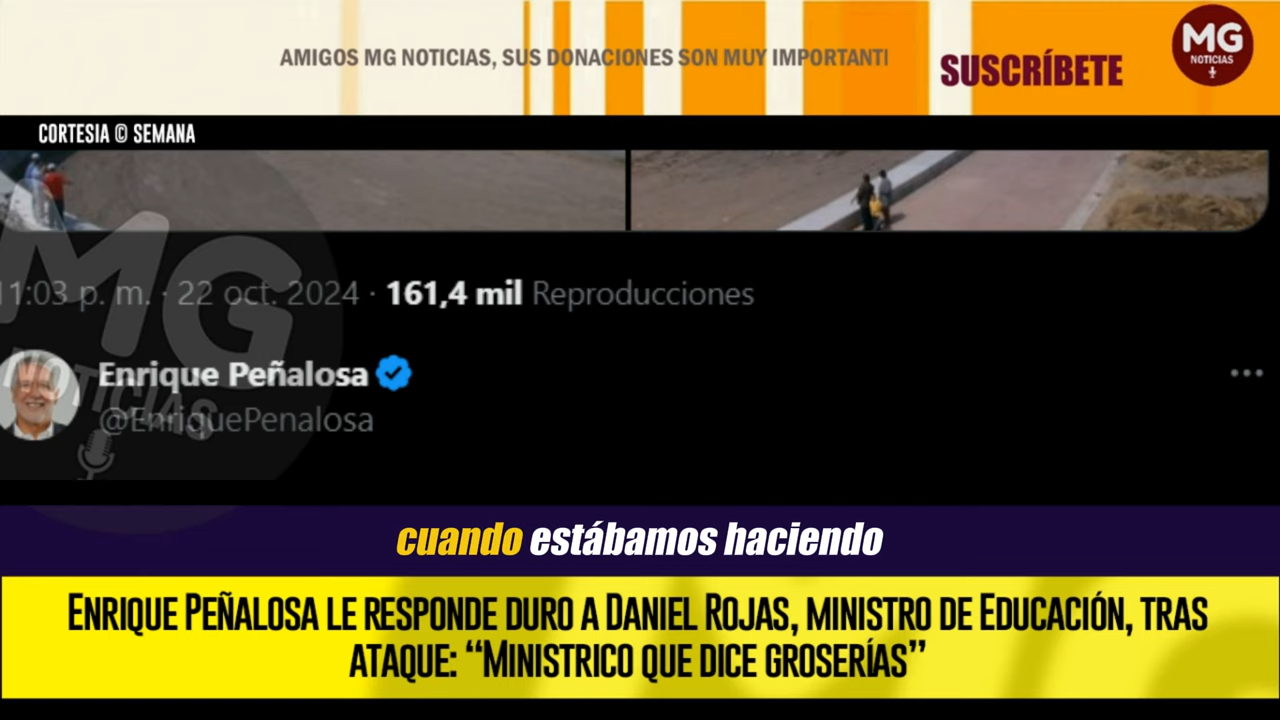 AMIGOS MG NOTICIAS, SUS DONACIONES SON MUY IMPORTANTI
SUSCRÍBETE
MG
NOTICIAS
CORTESIA © SEMANA
11:03 p. m. · 22 oct. 2024 · 161,4 mil Reproducciones
MG
NOTICIAS
Enrique Peñalosa
@EnriquePenalosa
cuando estábamos haciendo
ENRIQUE PEÑALOSA LE RESPONDE DURO A DANIEL ROJAS, MINISTRO DE EDUCACIÓN, TRAS
ATAQUE: “MINISTRICO QUE DICE GROSERÍAS”